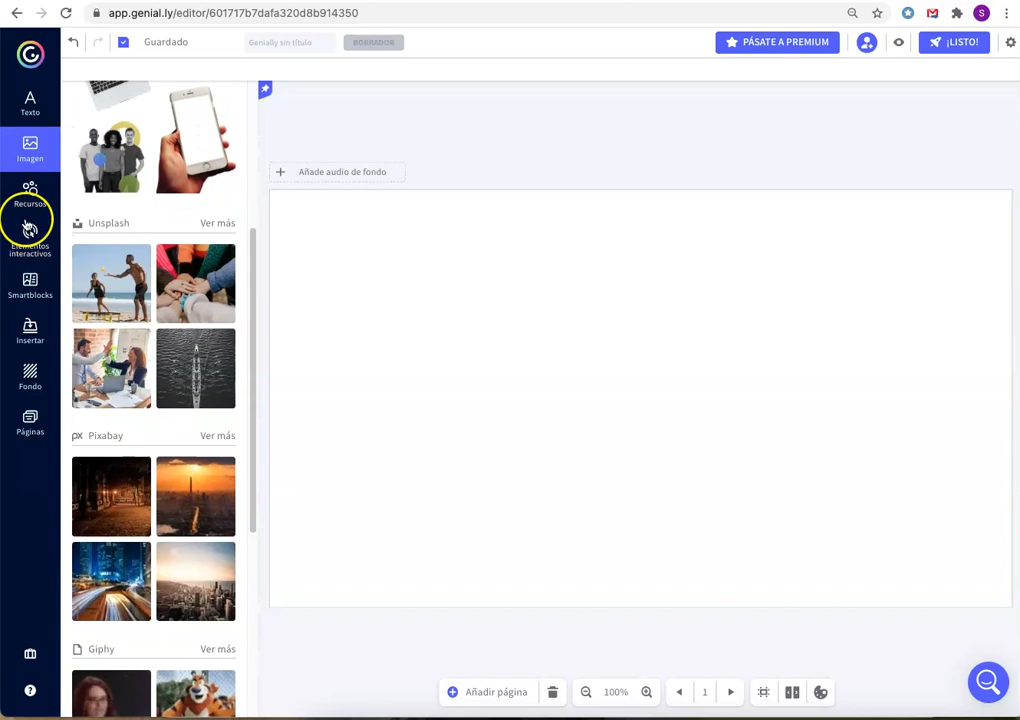 app.genial.ly/editor/601717b7dafa320d8b914350
S
Guardado
Genially sin título
BORRADOR
PÁSATE A PREMIUM
¡LISTO!
Texto
Imagen
Recursos
Elementos
interactivos
Smartblocks
Insertar
Fondo
Páginas
Añade audio de fondo
Unsplash
Ver más
px Pixabay
Ver más
Giphy
Ver más
Añadir página
100%
1